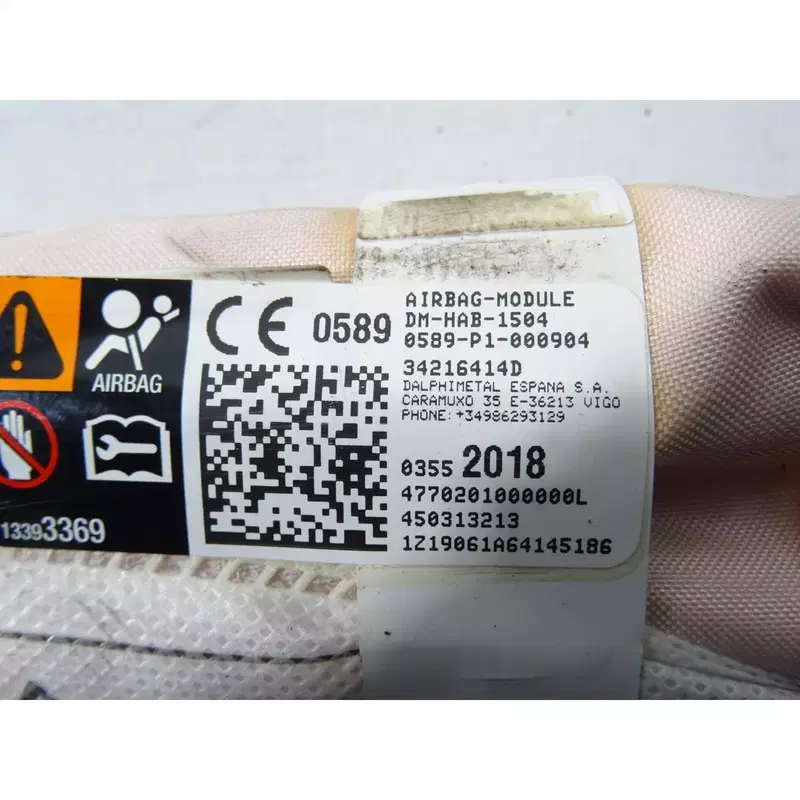 AIRBAG
13393369
CE 0589
AIRBAG-MODULE
DM-HAB-1504
0589-P1-000904
34216414D
DALPHIMETAL ESPANA S.A.
CARAMUXO 35 E-36213 VIGO
PHONE: +34986293129
0355 2018
4770201000000L
450313213
1Z19061A64145186